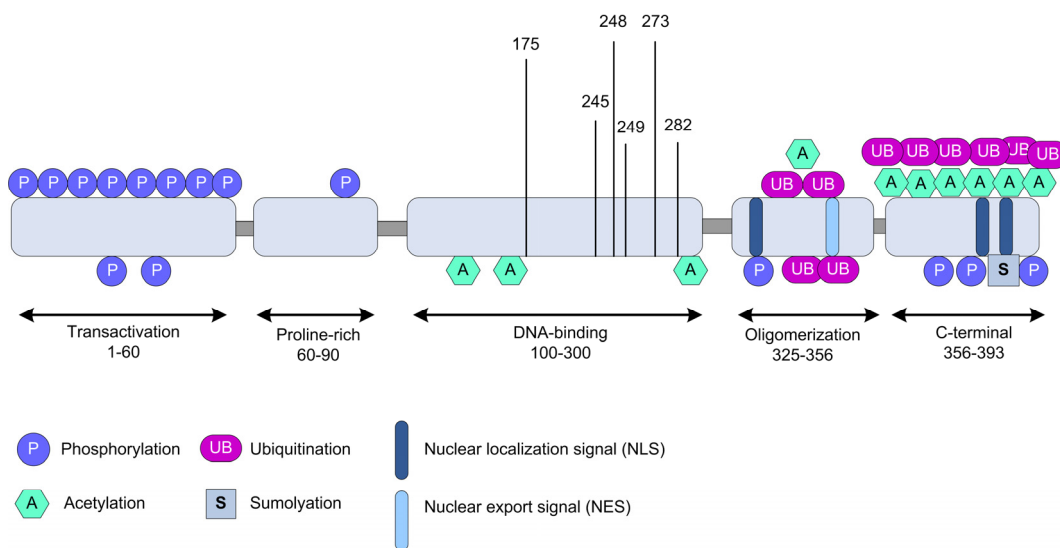 248 273
175
245
249
282
A
UB UB UB UB UB UB
UB UB
A A A A A A
P P P P P P P P
P
P P
A A A
P UB UB
P P S P
Transactivation
1-60
Proline-rich
60-90
DNA-binding
100-300
Oligomerization
325-356
C-terminal
356-393
P Phosphorylation
UB Ubiquitination
Nuclear localization signal (NLS)
A Acetylation
S Sumolyation
Nuclear export signal (NES)